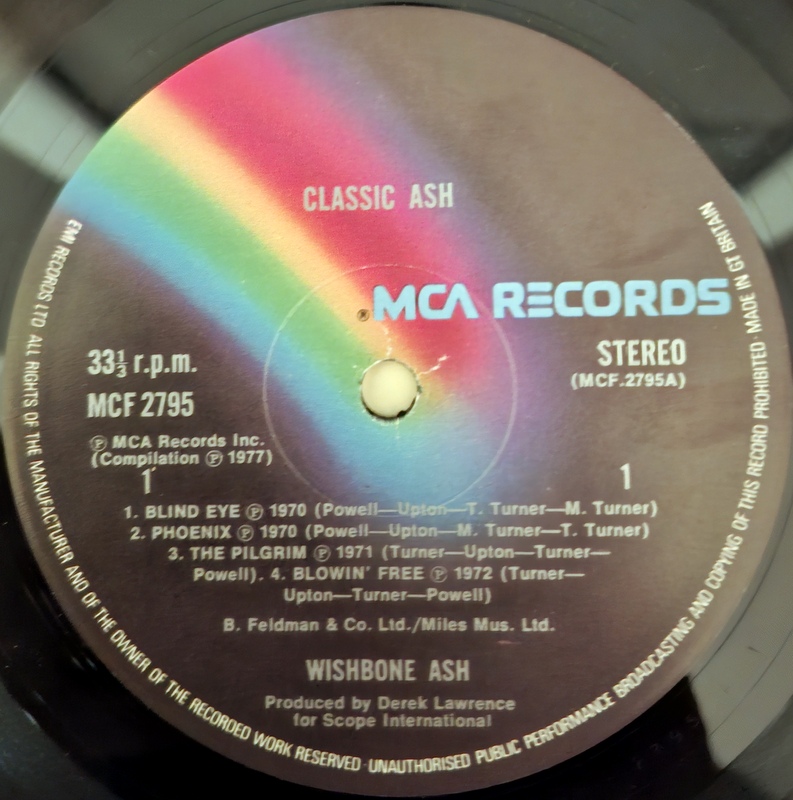 CLASSIC ASH
® MCA RECORDS
33⅓ r.p.m.
STEREO
MCF 2795
(MCF.2795A)
℗ MCA Records Inc.
(Compilation ℗ 1977)
1
1
1. BLIND EYE ℗ 1970 (Powell—Upton—T. Turner—M. Turner)
2. PHOENIX ℗ 1970 (Powell—Upton—M. Turner—T. Turner)
3. THE PILGRIM ℗ 1971 (Turner—Upton—Turner—
Powell). 4. BLOWIN' FREE ℗ 1972 (Turner—
Upton—Turner—Powell)
B. Feldman & Co. Ltd./Miles Mus. Ltd.
WISHBONE ASH
Produced by Derek Lawrence
for Scope International
EMI RECORDS LTD ALL RIGHTS OF THE MANUFACTURER AND OF THE OWNER OF THE RECORDED WORK RESERVED · UNAUTHORISED PUBLIC PERFORMANCE BROADCASTING AND COPYING OF THIS RECORD PROHIBITED · MADE IN GT BRITAIN